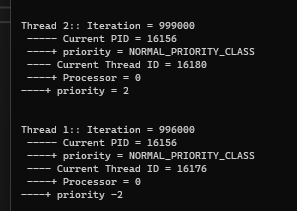 Thread 2:: Iteration = 999000
----- Current PID = 16156
----+ priority = NORMAL_PRIORITY_CLASS
---- Current Thread ID = 16180
----+ Processor = 0
----+ priority = 2
Thread 1:: Iteration = 996000
----- Current PID = 16156
----+ priority = NORMAL_PRIORITY_CLASS
---- Current Thread ID = 16176
----+ Processor = 0
----+ priority -2